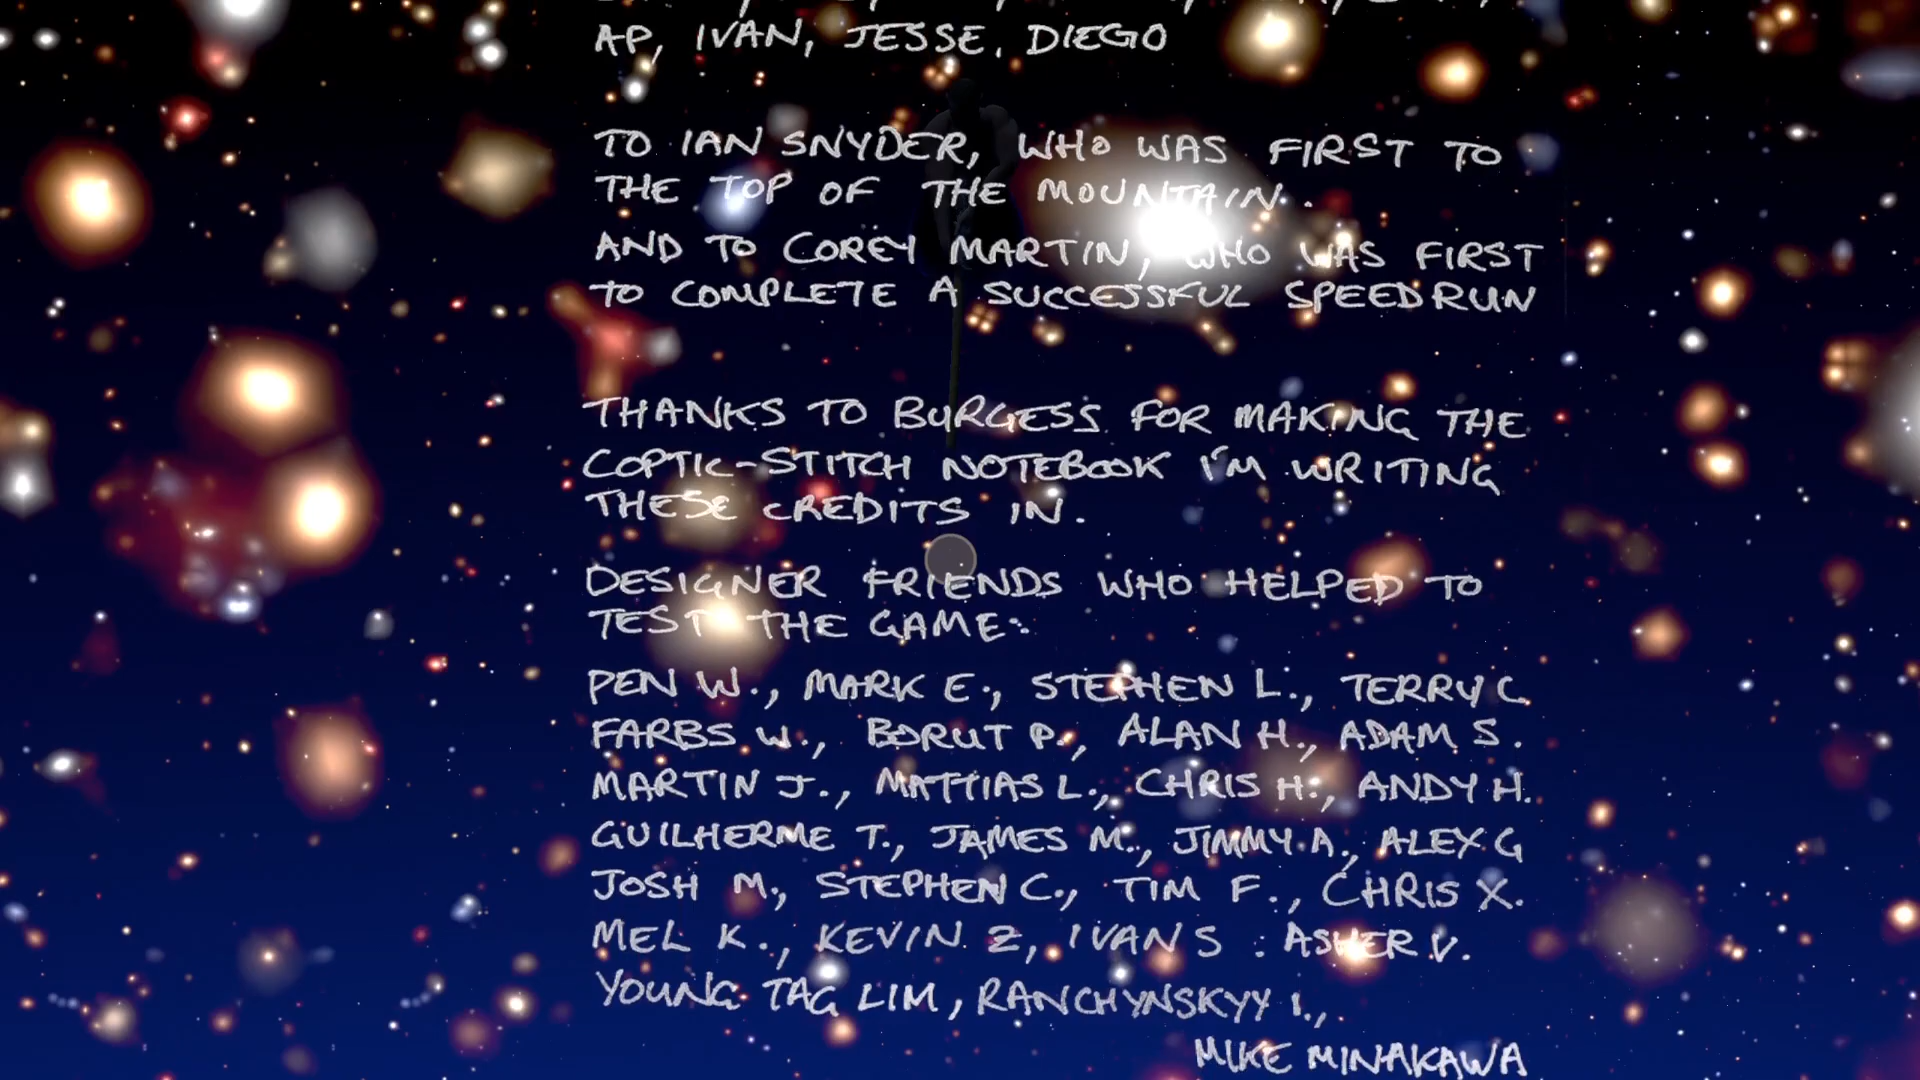 AP, IVAN, JESSE, DIEGO
TO IAN SNYDER, WHO WAS FIRST TO
THE TOP OF THE MOUNTAIN.
AND TO COREY MARTIN, WHO WAS FIRST
TO COMPLETE A SUCCESSFUL SPEEDRUN
THANKS TO BURGESS FOR MAKING THE
COPTIC-STITCH NOTEBOOK I'M WRITING
THESE CREDITS IN.
DESIGNER FRIENDS WHO HELPED TO
TEST THE GAME:
PEN W., MARK E., STEPHEN L., TERRY C
FARBS W., BORUT P., ALAN H., ADAM S.
MARTIN J., MATTIAS L., CHRIS H., ANDY H.
GUILHERME T., JAMES M., JIMMY A., ALEX G
JOSH M., STEPHEN C., TIM F., CHRIS X.
MEL K., KEVIN Z, IVAN S. ASHER V.
YOUNG TAG LIM, RANCHYNSKYY I.,
MIKE MINAKAWA